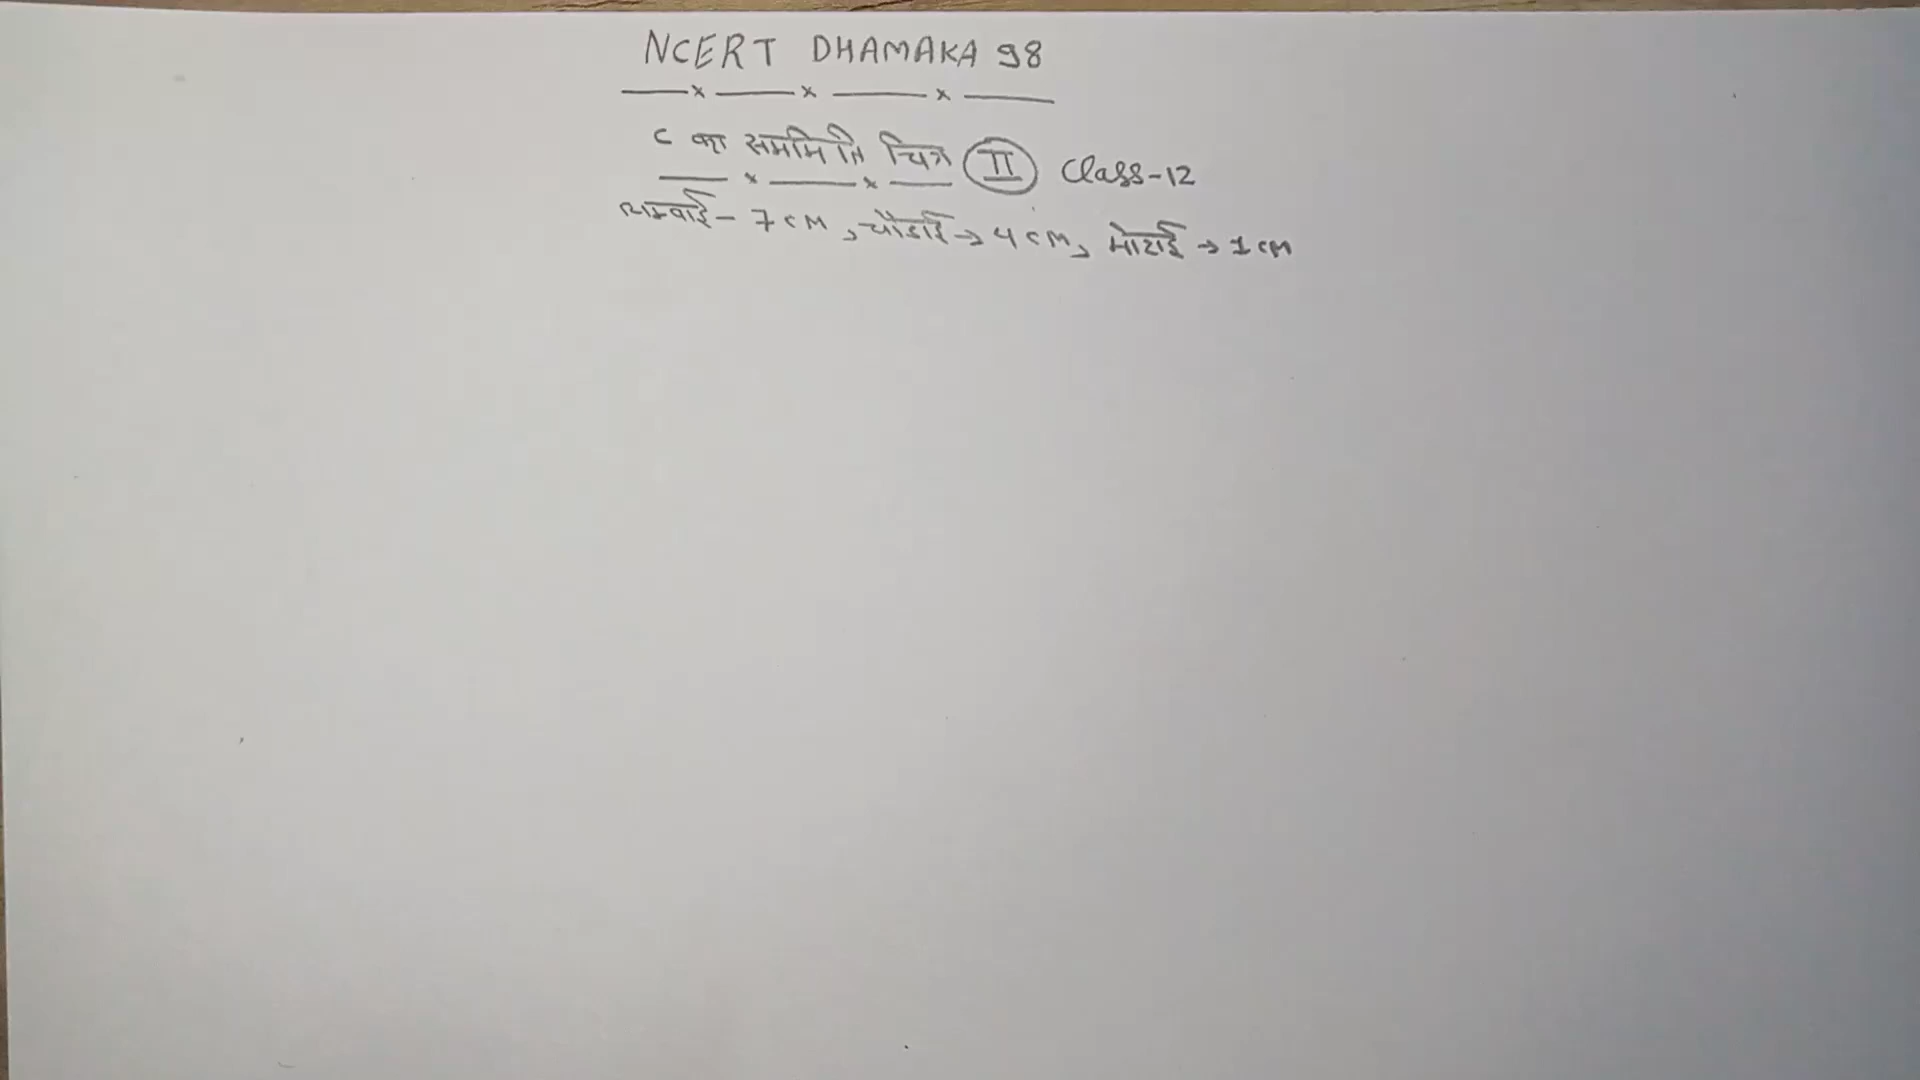 NCERT DHAMAKA 98
C का सममिति चित्र II Class-12
लम्बाई - 7 cm, चौडाई → 4 cm, मोटाई → 1 cm